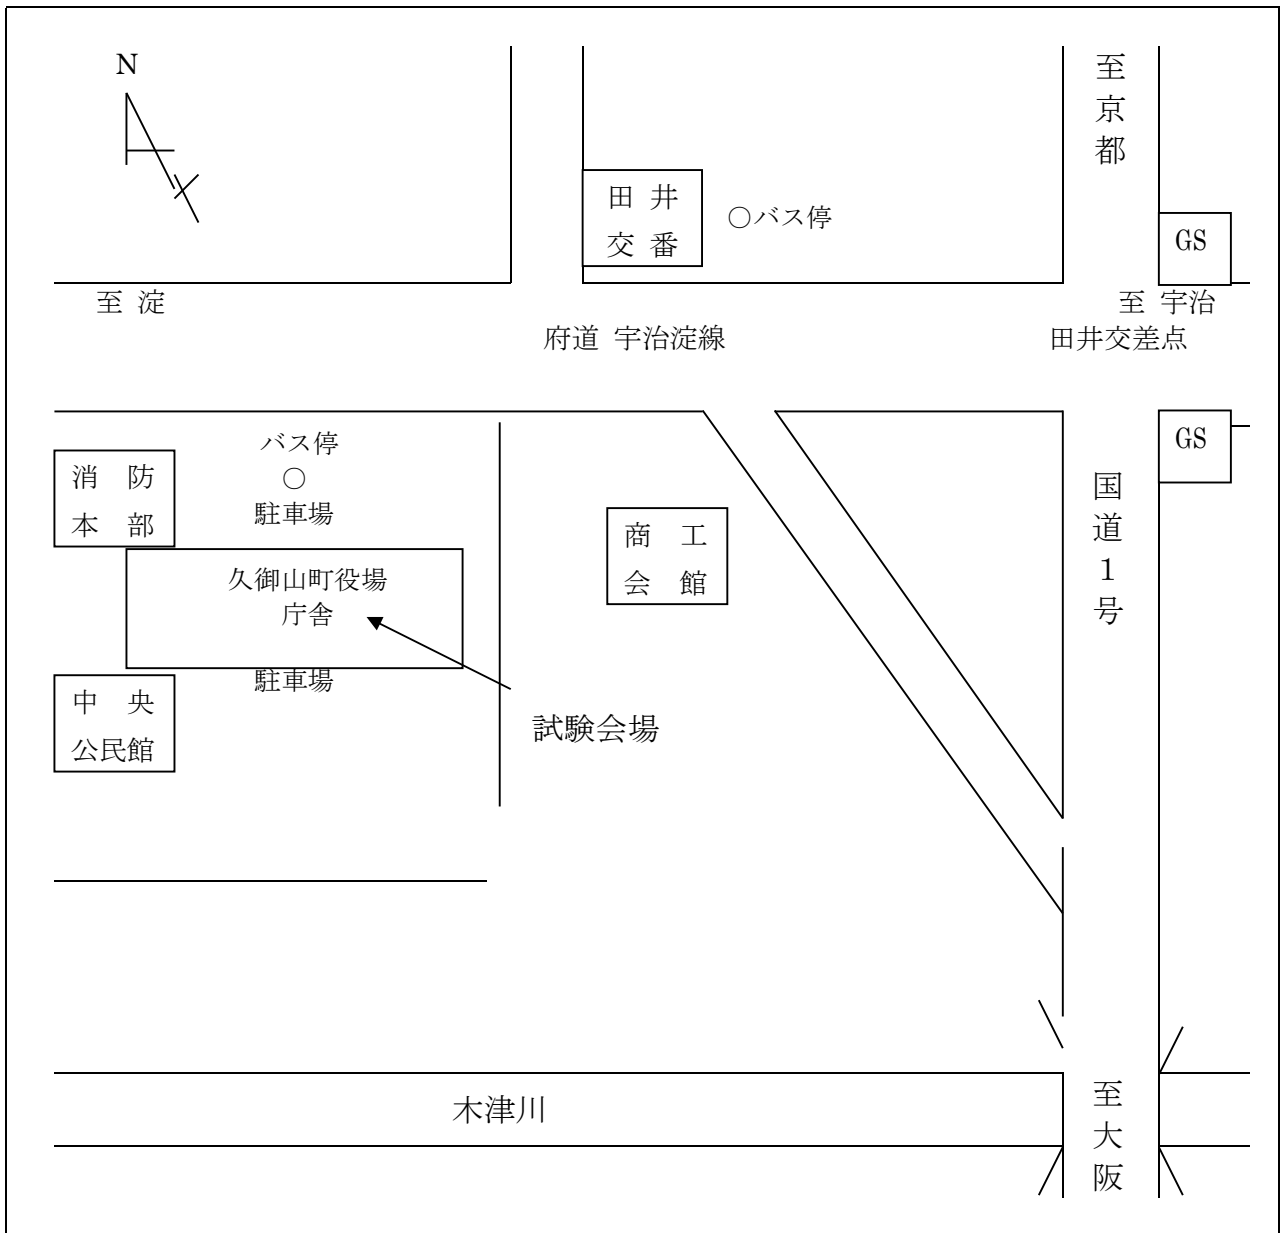 N
至京都
田 井
交 番
○バス停
GS
至 淀
至 宇治
府道 宇治淀線
田井交差点
バス停
○
駐車場
消 防
本 部
GS
国道1号
商 工
会 館
久御山町役場
庁舎
駐車場
中 央
公民館
試験会場
木津川
至大阪